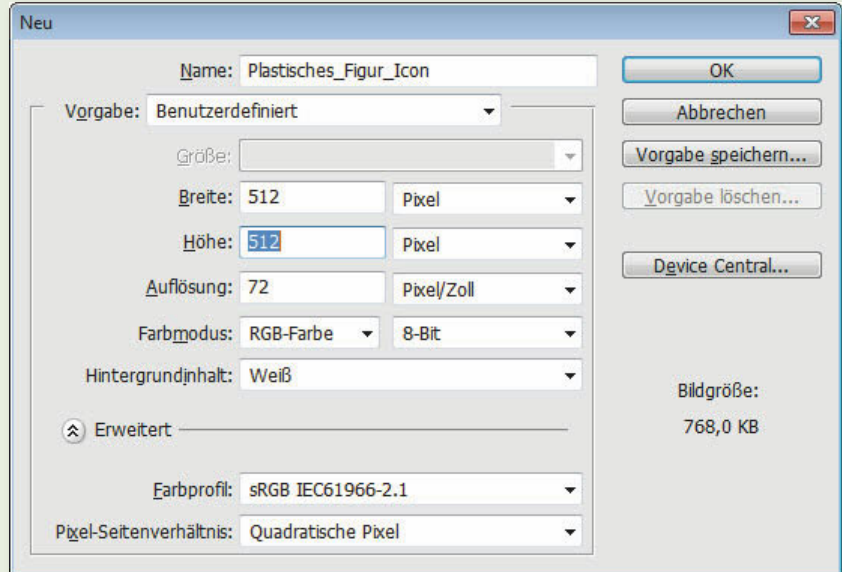 Neu
Name: Plastisches_Figur_Icon
OK
Vorgabe: Benutzerdefiniert
Abbrechen
Größe:
Vorgabe speichern...
Breite: 512 Pixel
Vorgabe löschen...
Höhe: 512 Pixel
Device Central...
Auflösung: 72 Pixel/Zoll
Farbmodus: RGB-Farbe 8-Bit
Hintergrundinhalt: Weiß
Bildgröße:
768,0 KB
Erweitert
Farbprofil: sRGB IEC61966-2.1
Pixel-Seitenverhältnis: Quadratische Pixel